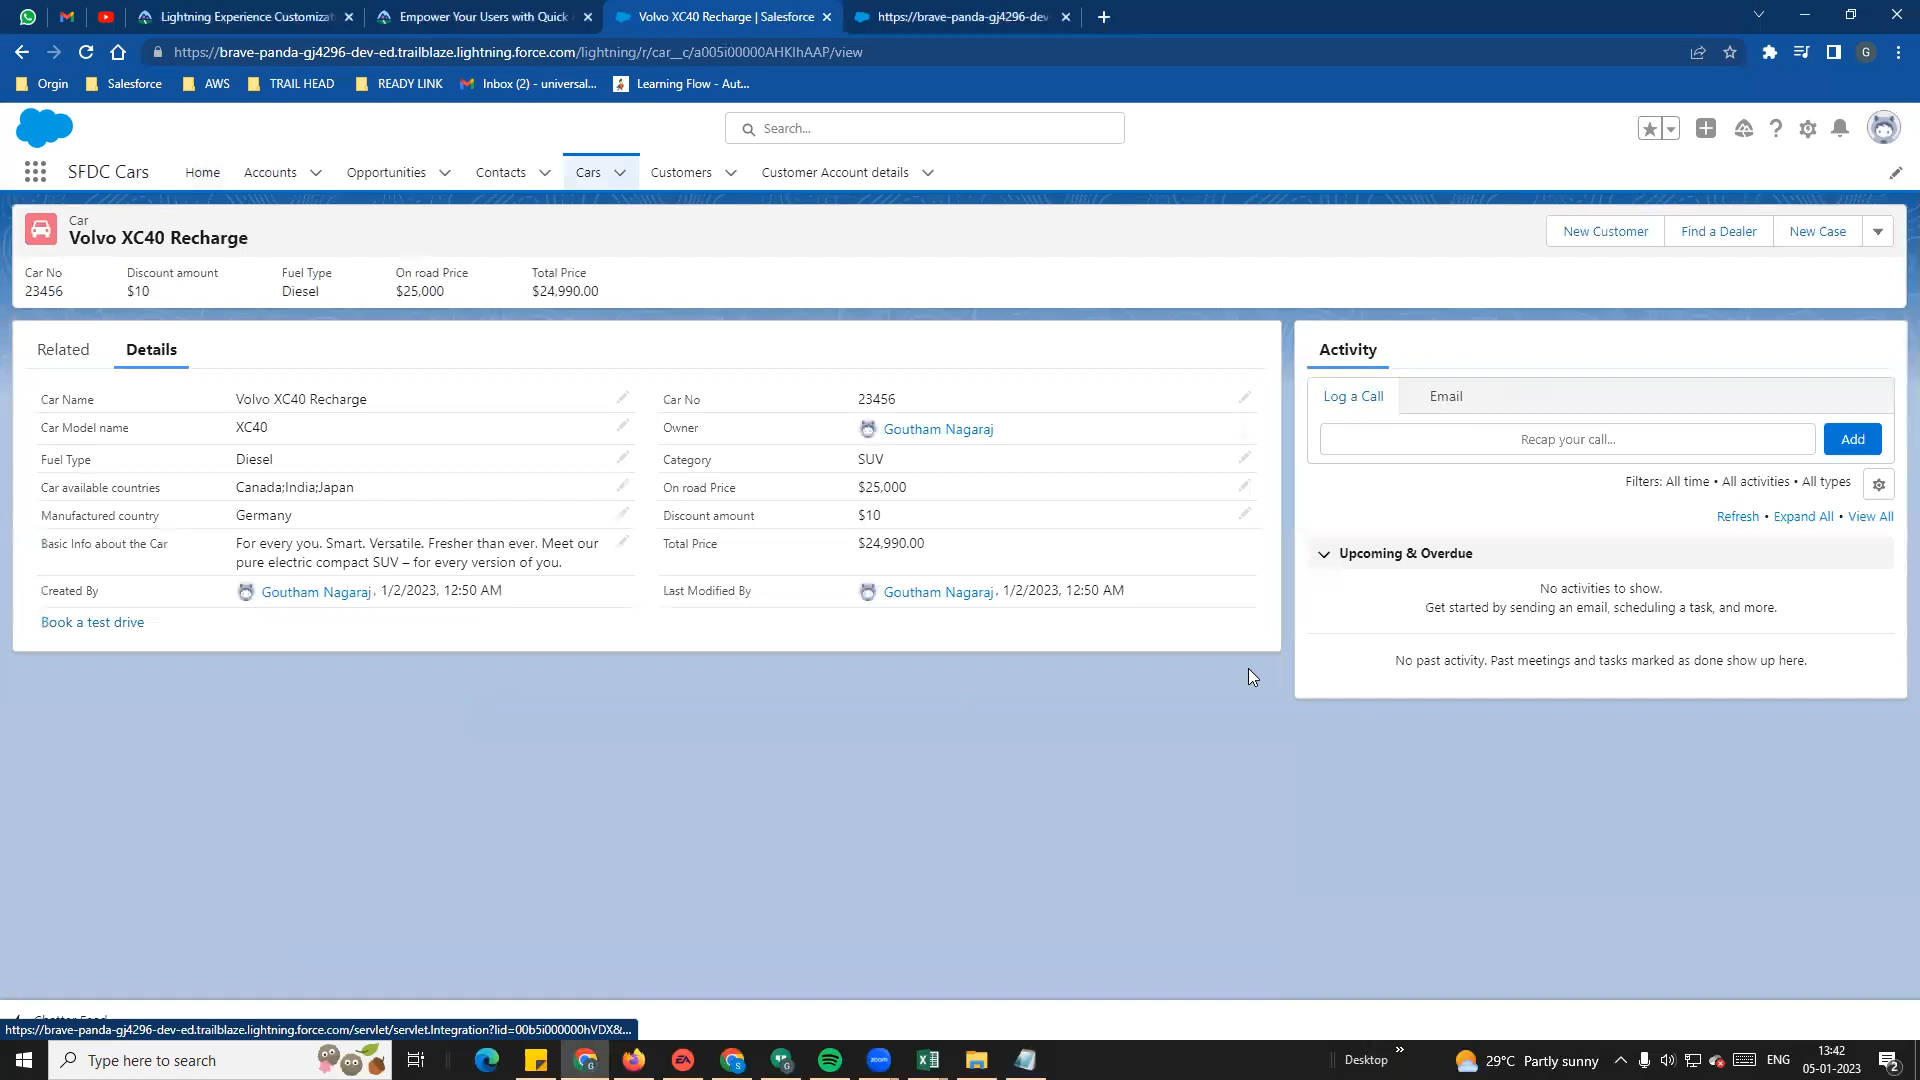 Lightning Experience Customizat
Empower Your Users with Quick
Volvo XC40 Recharge | Salesforce
https://brave-panda-gj4296-dev
https://brave-panda-gj4296-dev-ed.trailblaze.lightning.force.com/lightning/r/car__c/a005i00000AHKlhAAP/view
G
Orgin
Salesforce
AWS
TRAIL HEAD
READY LINK
Inbox (2) - universal...
Learning Flow - Aut...
Search...
SFDC Cars
Home
Accounts
Opportunities
Contacts
Cars
Customers
Customer Account details
Car
Volvo XC40 Recharge
New Customer
Find a Dealer
New Case
Car No
Discount amount
Fuel Type
On road Price
Total Price
23456
$10
Diesel
$25,000
$24,990.00
Related
Details
Car Name
Volvo XC40 Recharge
Car No
23456
Car Model name
XC40
Owner
Goutham Nagaraj
Fuel Type
Diesel
Category
SUV
Car available countries
Canada;India;Japan
On road Price
$25,000
Manufactured country
Germany
Discount amount
$10
Basic Info about the Car
For every you. Smart. Versatile. Fresher than ever. Meet our
pure electric compact SUV – for every version of you.
Total Price
$24,990.00
Created By
Goutham Nagaraj, 1/2/2023, 12:50 AM
Last Modified By
Goutham Nagaraj, 1/2/2023, 12:50 AM
Book a test drive
Activity
Log a Call
Email
Recap your call...
Add
Filters: All time • All activities • All types
Refresh • Expand All • View All
Upcoming & Overdue
No activities to show.
Get started by sending an email, scheduling a task, and more.
No past activity. Past meetings and tasks marked as done show up here.
https://brave-panda-gj4296-dev-ed.trailblaze.lightning.force.com/servlet/servlet.Integration?lid=00b5i000000hVDX&...
Type here to search
Desktop
29°C Partly sunny
ENG
13:42
05-01-2023
2